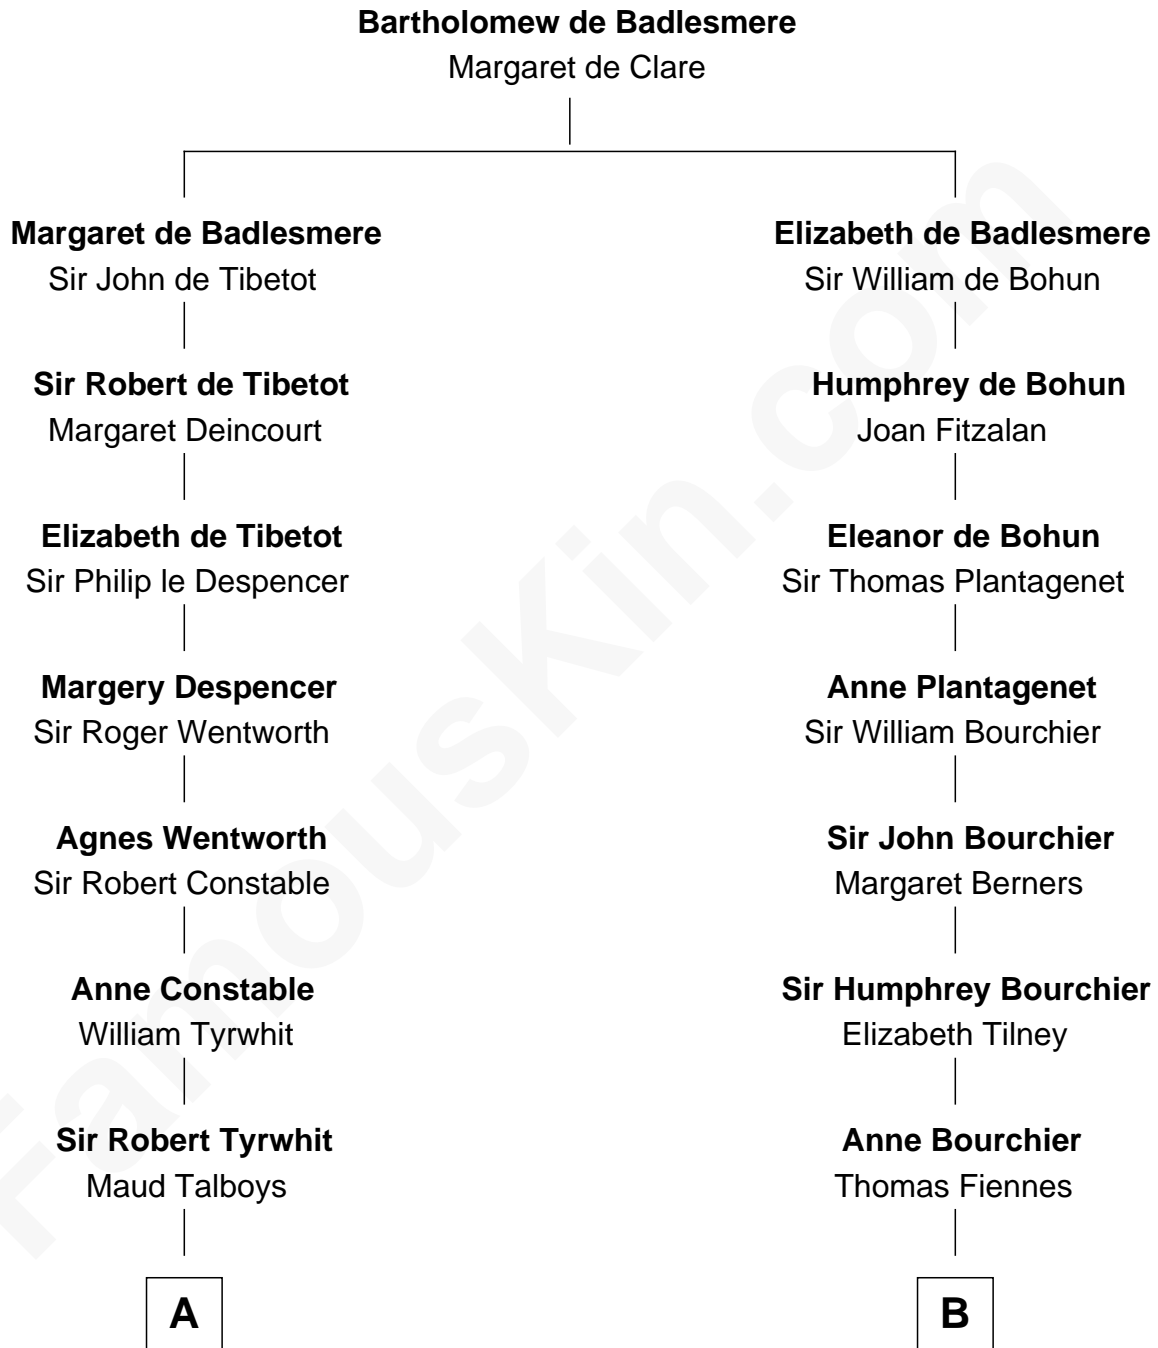 Bartholomew de Badlesmere
Margaret de Clare
Margaret de Badlesmere
Sir John de Tibetot
Elizabeth de Badlesmere
Sir William de Bohun
Sir Robert de Tibetot
Margaret Deincourt
Humphrey de Bohun
Joan Fitzalan
Elizabeth de Tibetot
Sir Philip le Despencer
Eleanor de Bohun
Sir Thomas Plantagenet
Margery Despencer
Sir Roger Wentworth
Anne Plantagenet
Sir William Bourchier
Agnes Wentworth
Sir Robert Constable
Sir John Bourchier
Margaret Berners
Anne Constable
William Tyrwhit
Sir Humphrey Bourchier
Elizabeth Tilney
Sir Robert Tyrwhit
Maud Talboys
Anne Bourchier
Thomas Fiennes
A
B
FamousKin.com